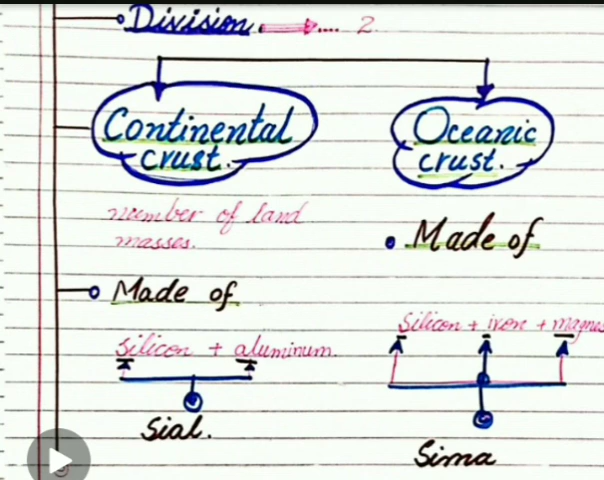 Division .... 2
Continental
crust.
Oceanic
crust.
number of land
masses.
Made of
silicon + aluminum.
Sial.
Made of
Silicon + iron + magnes
Sima